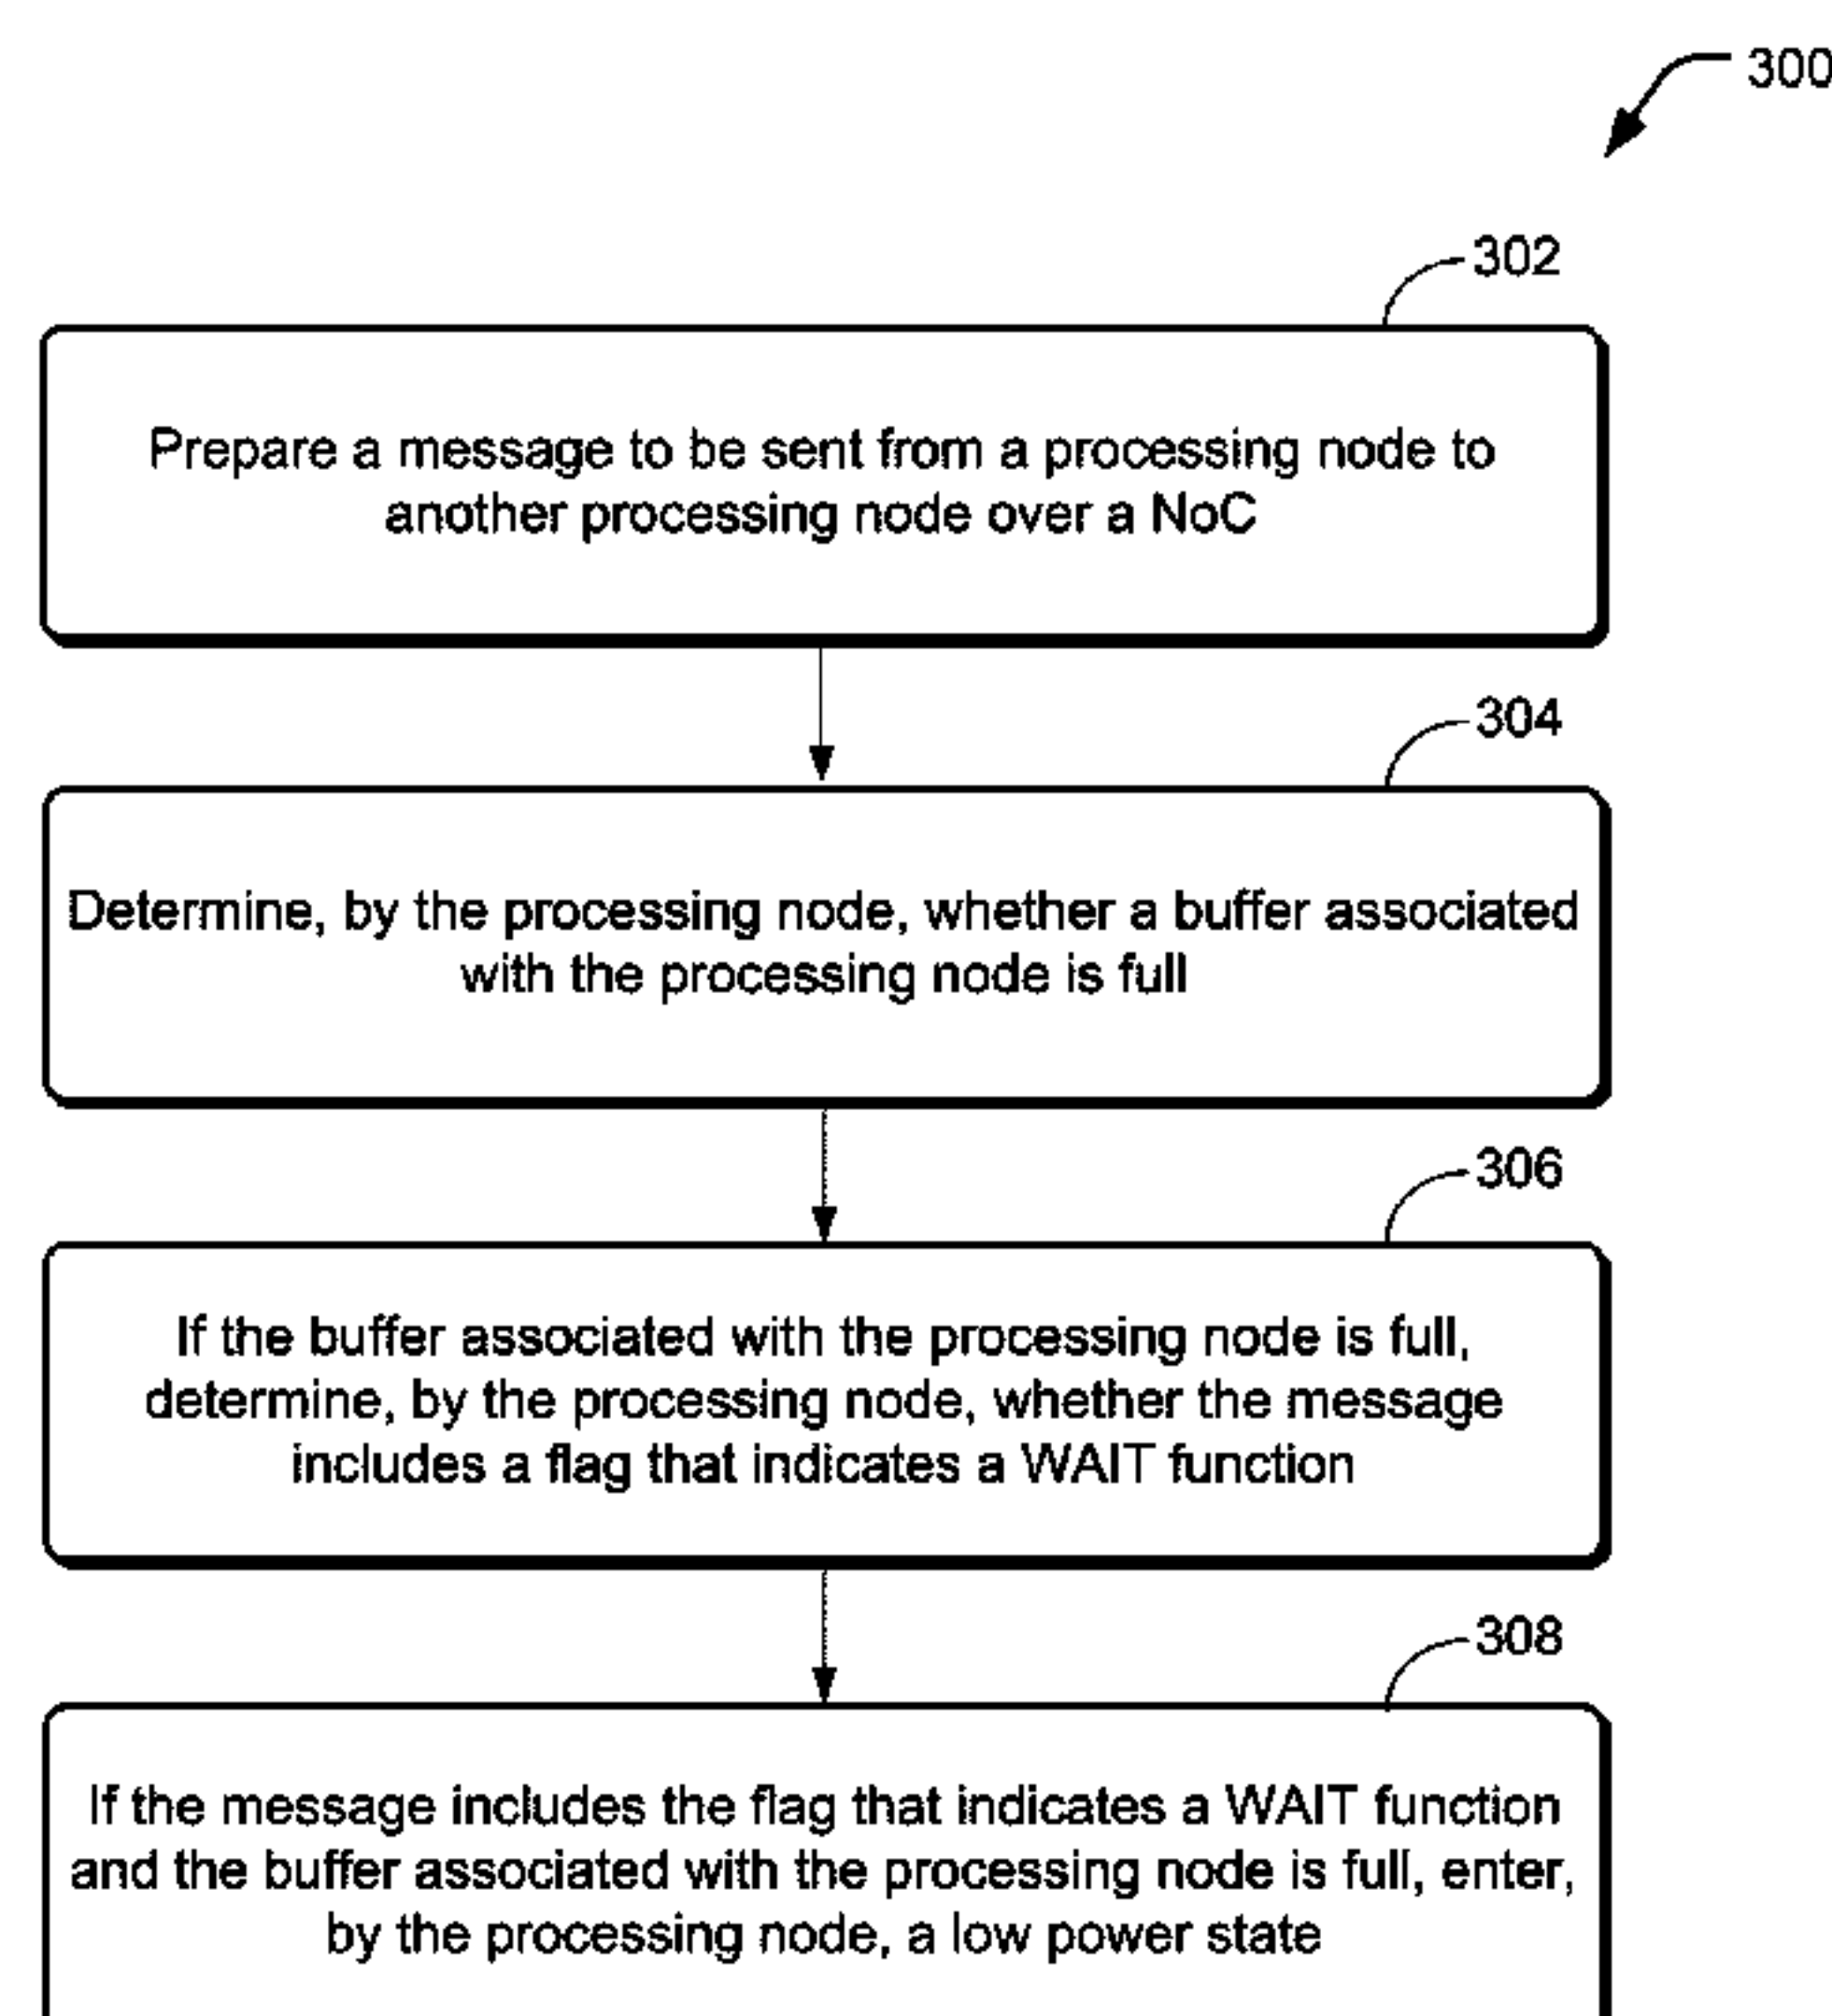 300
302
Prepare a message to be sent from a processing node to
another processing node over a NoC
304
Determine, by the processing node, whether a buffer associated
with the processing node is full
306
If the buffer associated with the processing node is full,
determine, by the processing node, whether the message
includes a flag that indicates a WAIT function
308
If the message includes the flag that indicates a WAIT function
and the buffer associated with the processing node is full, enter,
by the processing node, a low power state